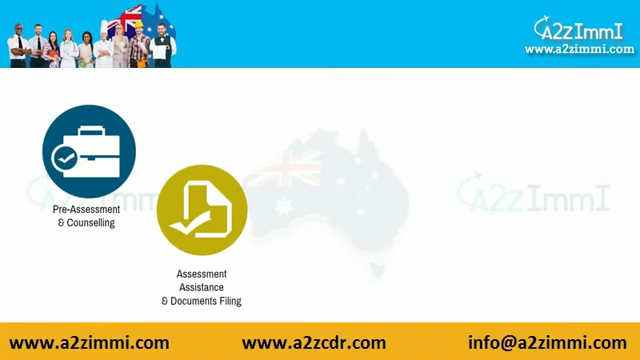 A2ZImmI
www.a2zimmi.com
Pre-Assessment
& Counselling
A2ZImmI
Assessment
Assistance
& Documents Filing
www.a2zimmi.com
www.a2zcdr.com
info@a2zimmi.com